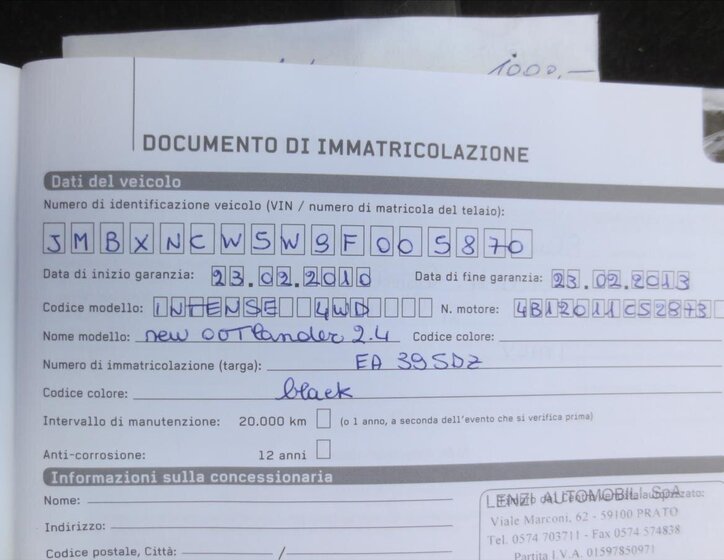 1000,—
DOCUMENTO DI IMMATRICOLAZIONE
Dati del veicolo
Numero di identificazione veicolo (VIN / numero di matricola del telaio):
JMBXNCW5W9F005870
Data di inizio garanzia: 23.02.2010 Data di fine garanzia: 23.02.2013
Codice modello: INTENSE 4WD N. motore: 4B12011CS2873
Nome modello: new OUTlander 2.4 Codice colore:
Numero di immatricolazione (targa): EA 395DZ
Codice colore: black
Intervallo di manutenzione: 20.000 km (o 1 anno, a seconda dell'evento che si verifica prima)
Anti-corrosione: 12 anni
Informazioni sulla concessionaria
Nome: LENZI AUTOMOBILI SpA
Indirizzo: Viale Marconi, 62 - 59100 PRATO
Tel. 0574 703711 - Fax 0574 574838
Codice postale, Città: / Partita I.V.A. 01597850971